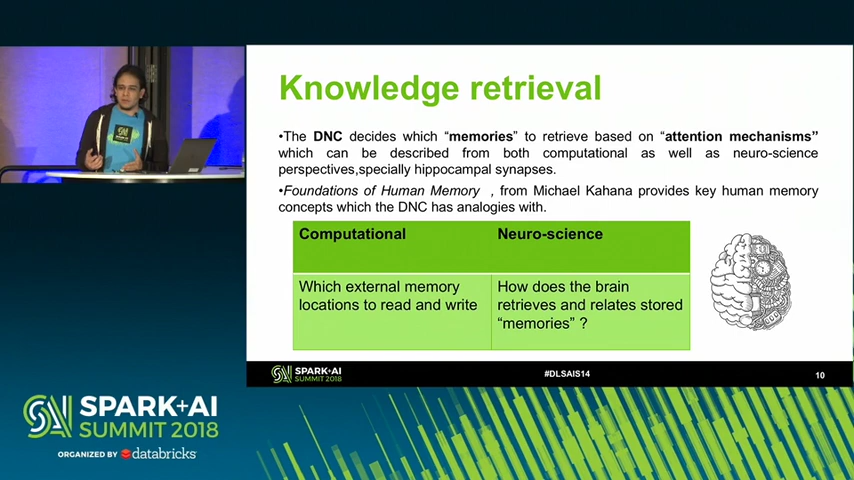 Knowledge retrieval
•The DNC decides which “memories” to retrieve based on “attention mechanisms”
which can be described from both computational as well as neuro-science
perspectives,specially hippocampal synapses.
•Foundations of Human Memory , from Michael Kahana provides key human memory
concepts which the DNC has analogies with.
Computational
Neuro-science
Which external memory
locations to read and write
How does the brain
retrieves and relates stored
“memories” ?
SPARK+AI
SUMMIT 2018
#DLSAIS14
10
SPARK+AI
SUMMIT 2018
ORGANIZED BY databricks